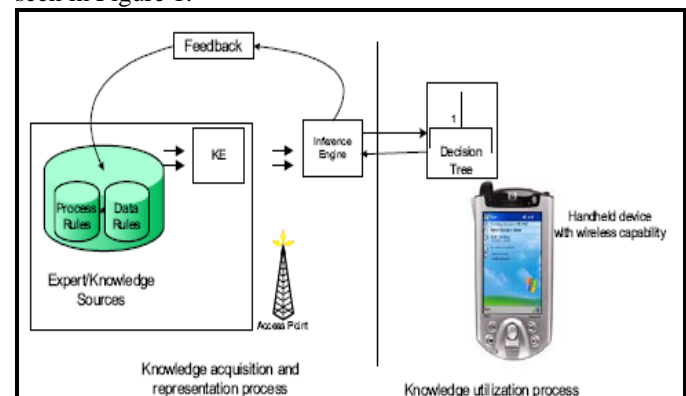 seen in Figure 1.
Feedback
KE
Inference
Engine
1
Decision
Tree
Process
Rules
Data
Rules
Expert/Knowledge
Sources
Access Point
Handheld device
with wireless capability
Knowledge acquisition and
representation process
Knowledge utilization process